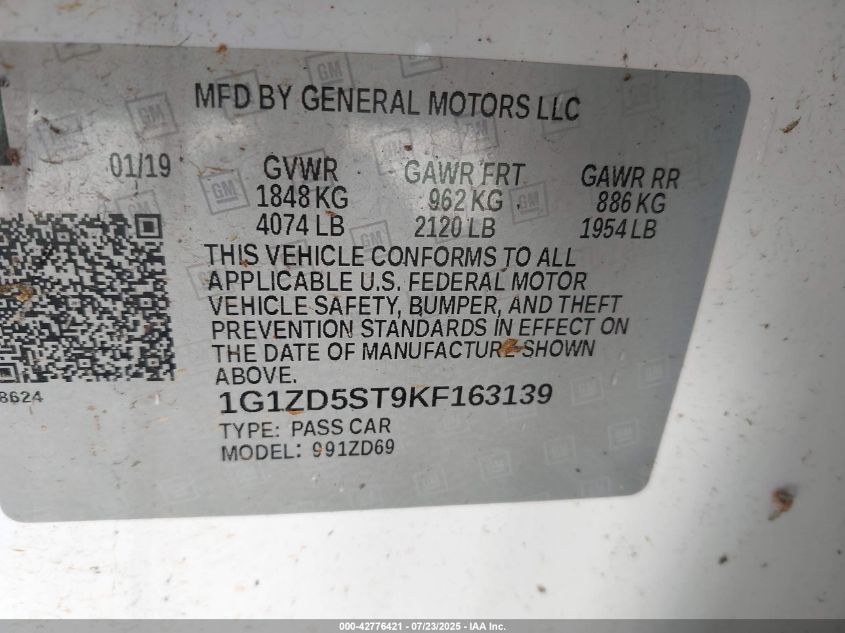 MFD BY GENERAL MOTORS LLC
01/19 GVWR GAWR FRT GAWR RR
1848 KG 962 KG 886 KG
4074 LB 2120 LB 1954 LB
THIS VEHICLE CONFORMS TO ALL
APPLICABLE U.S. FEDERAL MOTOR
VEHICLE SAFETY, BUMPER, AND THEFT
PREVENTION STANDARDS IN EFFECT ON
THE DATE OF MANUFACTURE SHOWN
ABOVE.
8624
1G1ZD5ST9KF163139
TYPE: PASS CAR
MODEL: 991ZD69
000-42776421 - 07/23/2025 - IAA Inc.